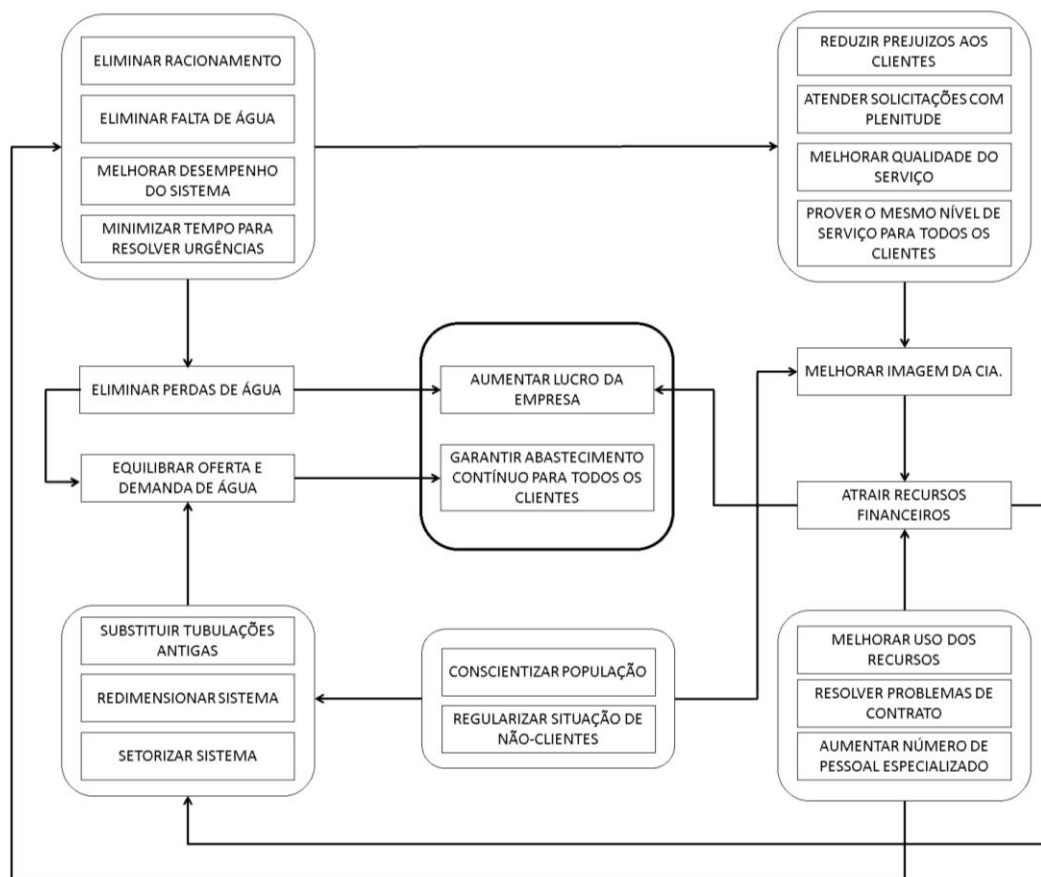 ELIMINAR RACIONAMENTO
ELIMINAR FALTA DE ÁGUA
MELHORAR DESEMPENHO
DO SISTEMA
MINIMIZAR TEMPO PARA
RESOLVER URGÊNCIAS
REDUZIR PREJUIZOS AOS
CLIENTES
ATENDER SOLICITAÇÕES COM
PLENITUDE
MELHORAR QUALIDADE DO
SERVIÇO
PROVER O MESMO NÍVEL DE
SERVIÇO PARA TODOS OS
CLIENTES
ELIMINAR PERDAS DE ÁGUA
AUMENTAR LUCRO DA
EMPRESA
MELHORAR IMAGEM DA CIA.
EQUILIBRAR OFERTA E
DEMANDA DE ÁGUA
GARANTIR ABASTECIMENTO
CONTÍNUO PARA TODOS OS
CLIENTES
ATRAIR RECURSOS
FINANCEIROS
SUBSTITUIR TUBULAÇÕES
ANTIGAS
REDIMENSIONAR SISTEMA
SETORIZAR SISTEMA
CONSCIENTIZAR POPULAÇÃO
REGULARIZAR SITUAÇÃO DE
NÃO-CLIENTES
MELHORAR USO DOS
RECURSOS
RESOLVER PROBLEMAS DE
CONTRATO
AUMENTAR NÚMERO DE
PESSOAL ESPECIALIZADO